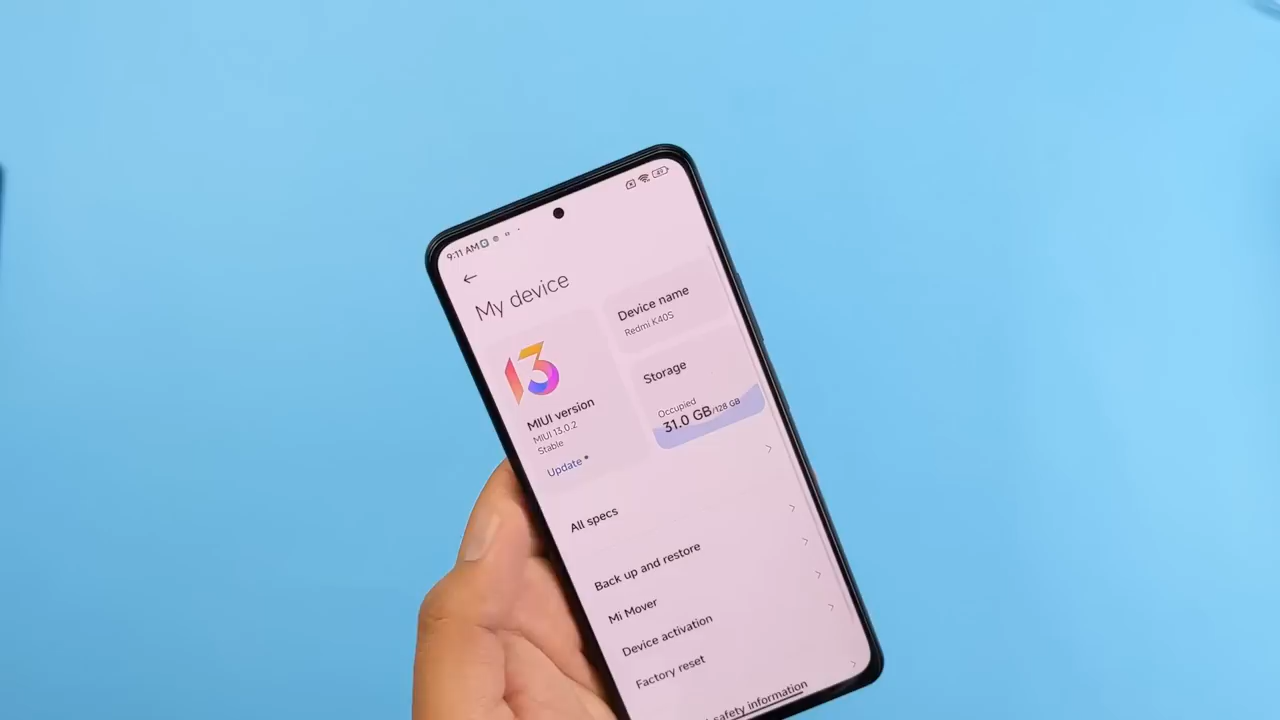 9:11 AM
My device
Device name
Redmi K40S
13
MIUI version
MIUI 13.0.2
Stable
Update
Storage
Occupied
31.0 GB/128 GB
All specs
Back up and restore
Mi Mover
Device activation
Factory reset
safety information